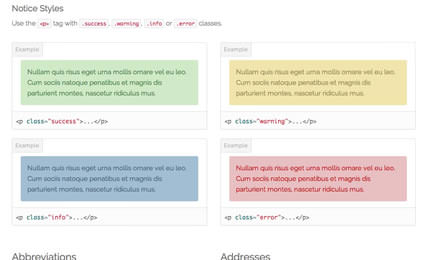 Notice Styles
Use the <p> tag with .success, .warning, .info or .error classes.
Example
Nullam quis risus eget urna mollis ornare vel eu leo.
Cum sociis natoque penatibus et magnis dis
parturient montes, nascetur ridiculus mus.
<p class="success">...</p>
Example
Nullam quis risus eget urna mollis ornare vel eu leo.
Cum sociis natoque penatibus et magnis dis
parturient montes, nascetur ridiculus mus.
<p class="warning">...</p>
Example
Nullam quis risus eget urna mollis ornare vel eu leo.
Cum sociis natoque penatibus et magnis dis
parturient montes, nascetur ridiculus mus.
<p class="info">...</p>
Example
Nullam quis risus eget urna mollis ornare vel eu leo.
Cum sociis natoque penatibus et magnis dis
parturient montes, nascetur ridiculus mus.
<p class="error">...</p>
Abbreviations
Addresses